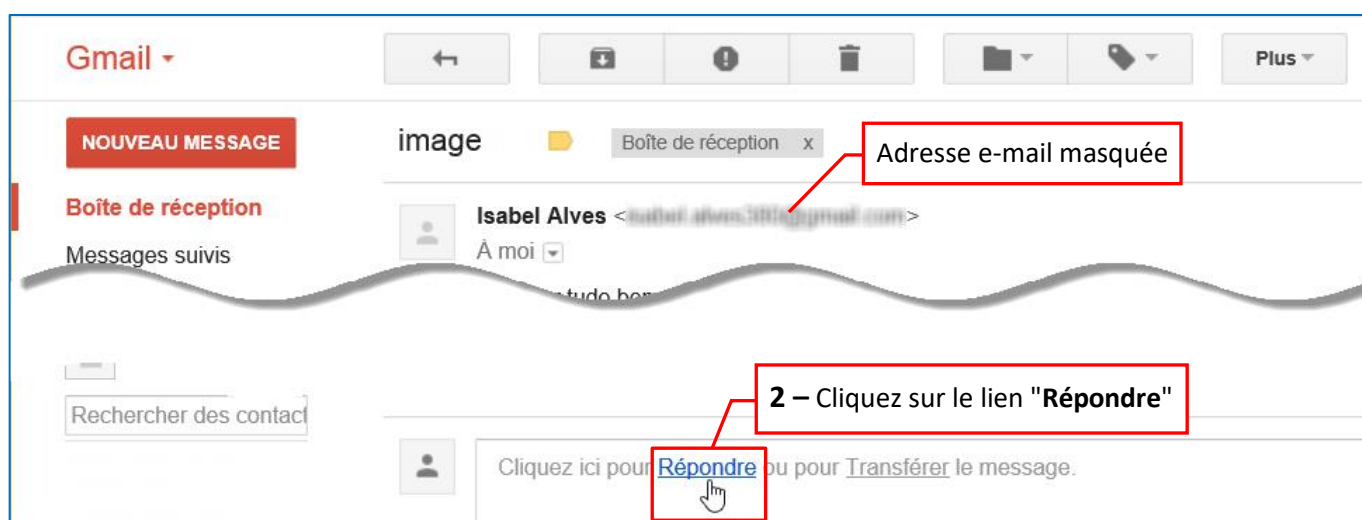 Gmail
Plus
NOUVEAU MESSAGE
image
Boîte de réception x
Adresse e-mail masquée
Boîte de réception
Isabel Alves < >
Messages suivis
À moi
tudo
2 – Cliquez sur le lien "Répondre"
Rechercher des contact
Cliquez ici pour Répondre ou pour Transférer le message.